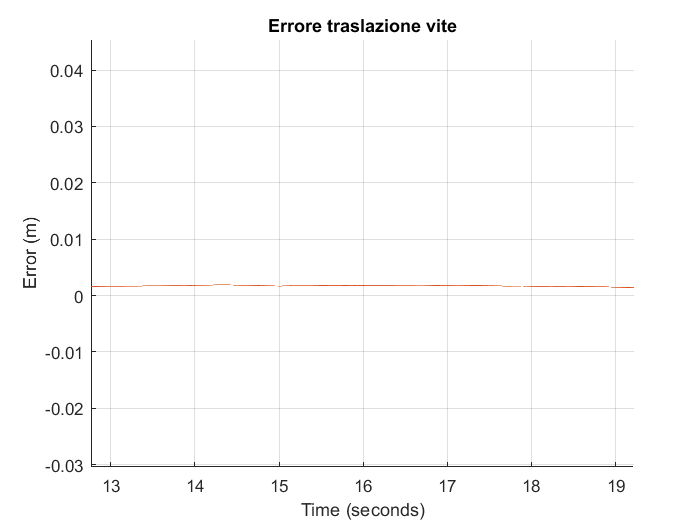 Errore traslazione vite
0.04
0.03
0.02
0.01
0
-0.01
-0.02
-0.03
Error (m)
13 14 15 16 17 18 19
Time (seconds)